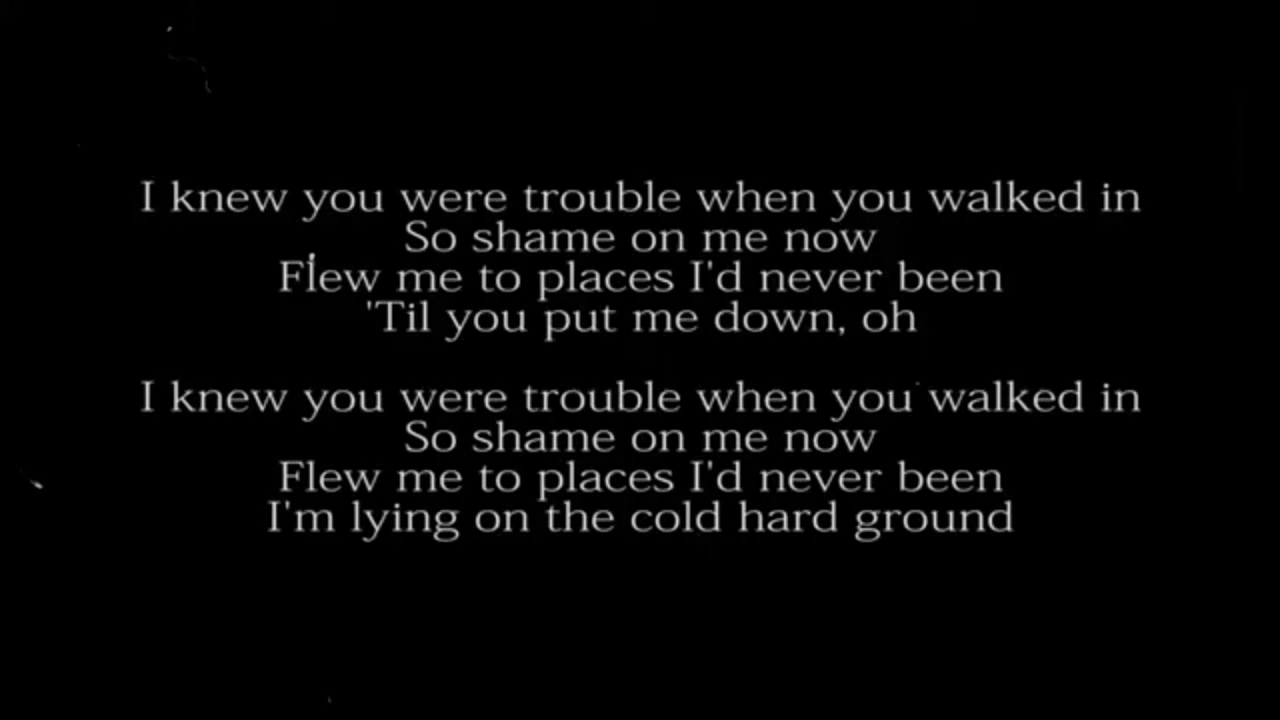 I knew you were trouble when you walked in
So shame on me now
Flew me to places I'd never been
'Til you put me down, oh
I knew you were trouble when you walked in
So shame on me now
Flew me to places I'd never been
I'm lying on the cold hard ground